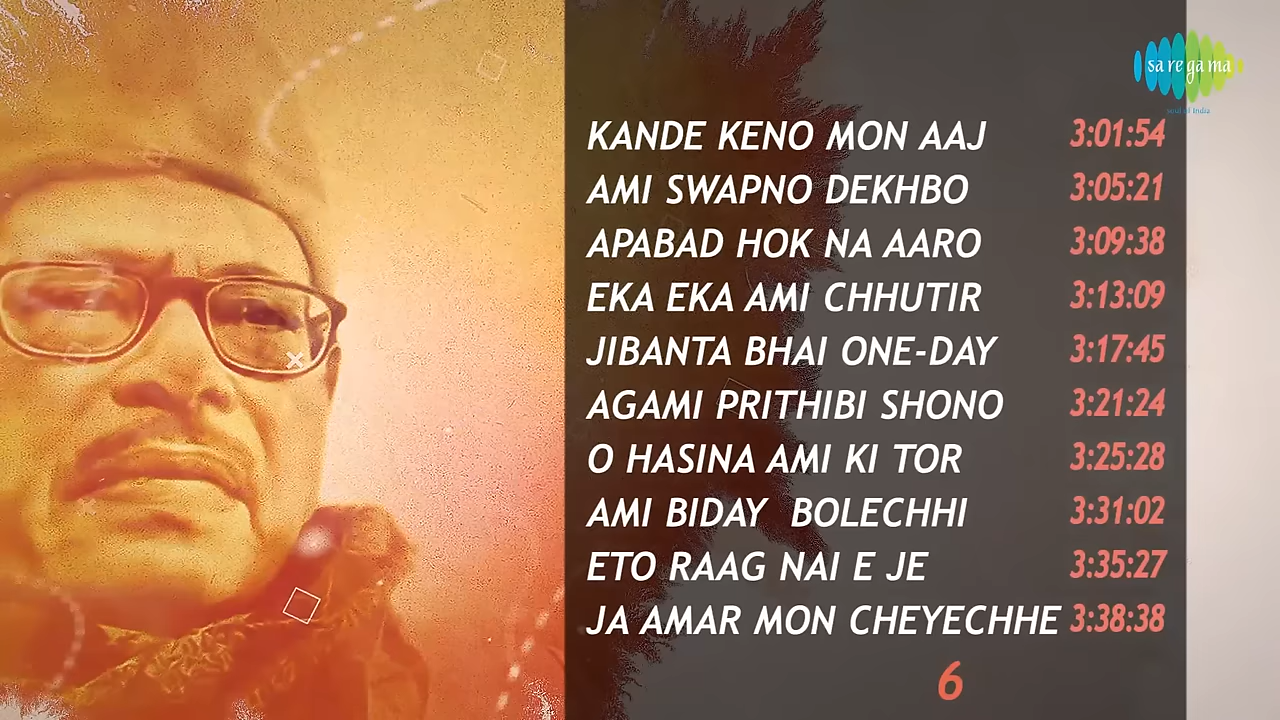 sa re ga ma
soul of India
KANDE KENO MON AAJ 3:01:54
AMI SWAPNO DEKHBO 3:05:21
APABAD HOK NA AARO 3:09:38
EKA EKA AMI CHHUTIR 3:13:09
JIBANTA BHAI ONE-DAY 3:17:45
AGAMI PRITHIBI SHONO 3:21:24
O HASINA AMI KI TOR 3:25:28
AMI BIDAY BOLECHHI 3:31:02
ETO RAAG NAI E JE 3:35:27
JA AMAR MON CHEYECHHE 3:38:38
6